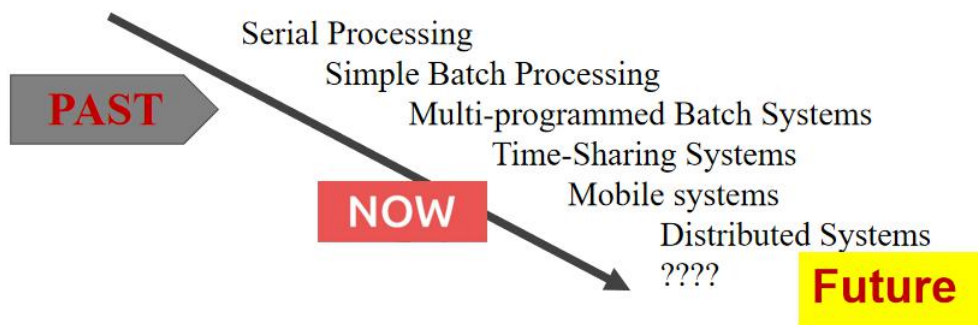 Serial Processing
Simple Batch Processing
PAST
Multi-programmed Batch Systems
Time-Sharing Systems
Mobile systems
NOW
Distributed Systems
????
Future